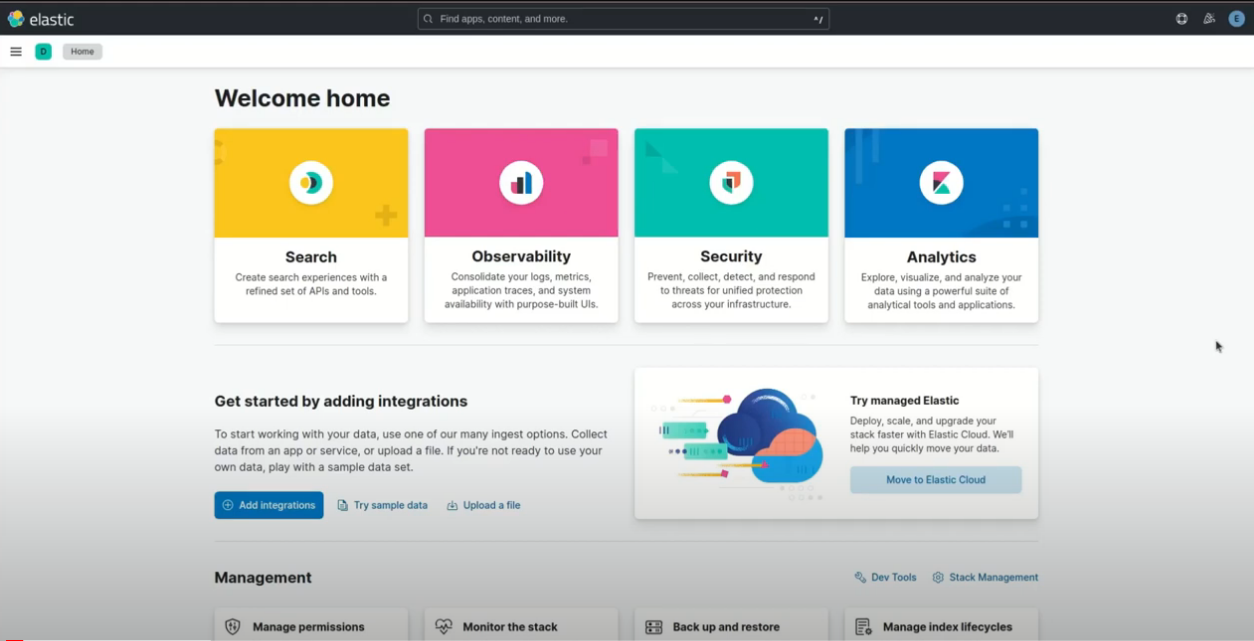 elastic
Find apps, content, and more.
^/
E
D
Home
Welcome home
Search
Create search experiences with a
refined set of APIs and tools.
Observability
Consolidate your logs, metrics,
application traces, and system
availability with purpose-built UIs.
Security
Prevent, collect, detect, and respond
to threats for unified protection
across your infrastructure.
Analytics
Explore, visualize, and analyze your
data using a powerful suite of
analytical tools and applications.
Get started by adding integrations
To start working with your data, use one of our many ingest options. Collect
data from an app or service, or upload a file. If you're not ready to use your
own data, play with a sample data set.
Add integrations
Try sample data
Upload a file
Try managed Elastic
Deploy, scale, and upgrade your
stack faster with Elastic Cloud. We'll
help you quickly move your data.
Move to Elastic Cloud
Management
Dev Tools
Stack Management
Manage permissions
Monitor the stack
Back up and restore
Manage index lifecycles